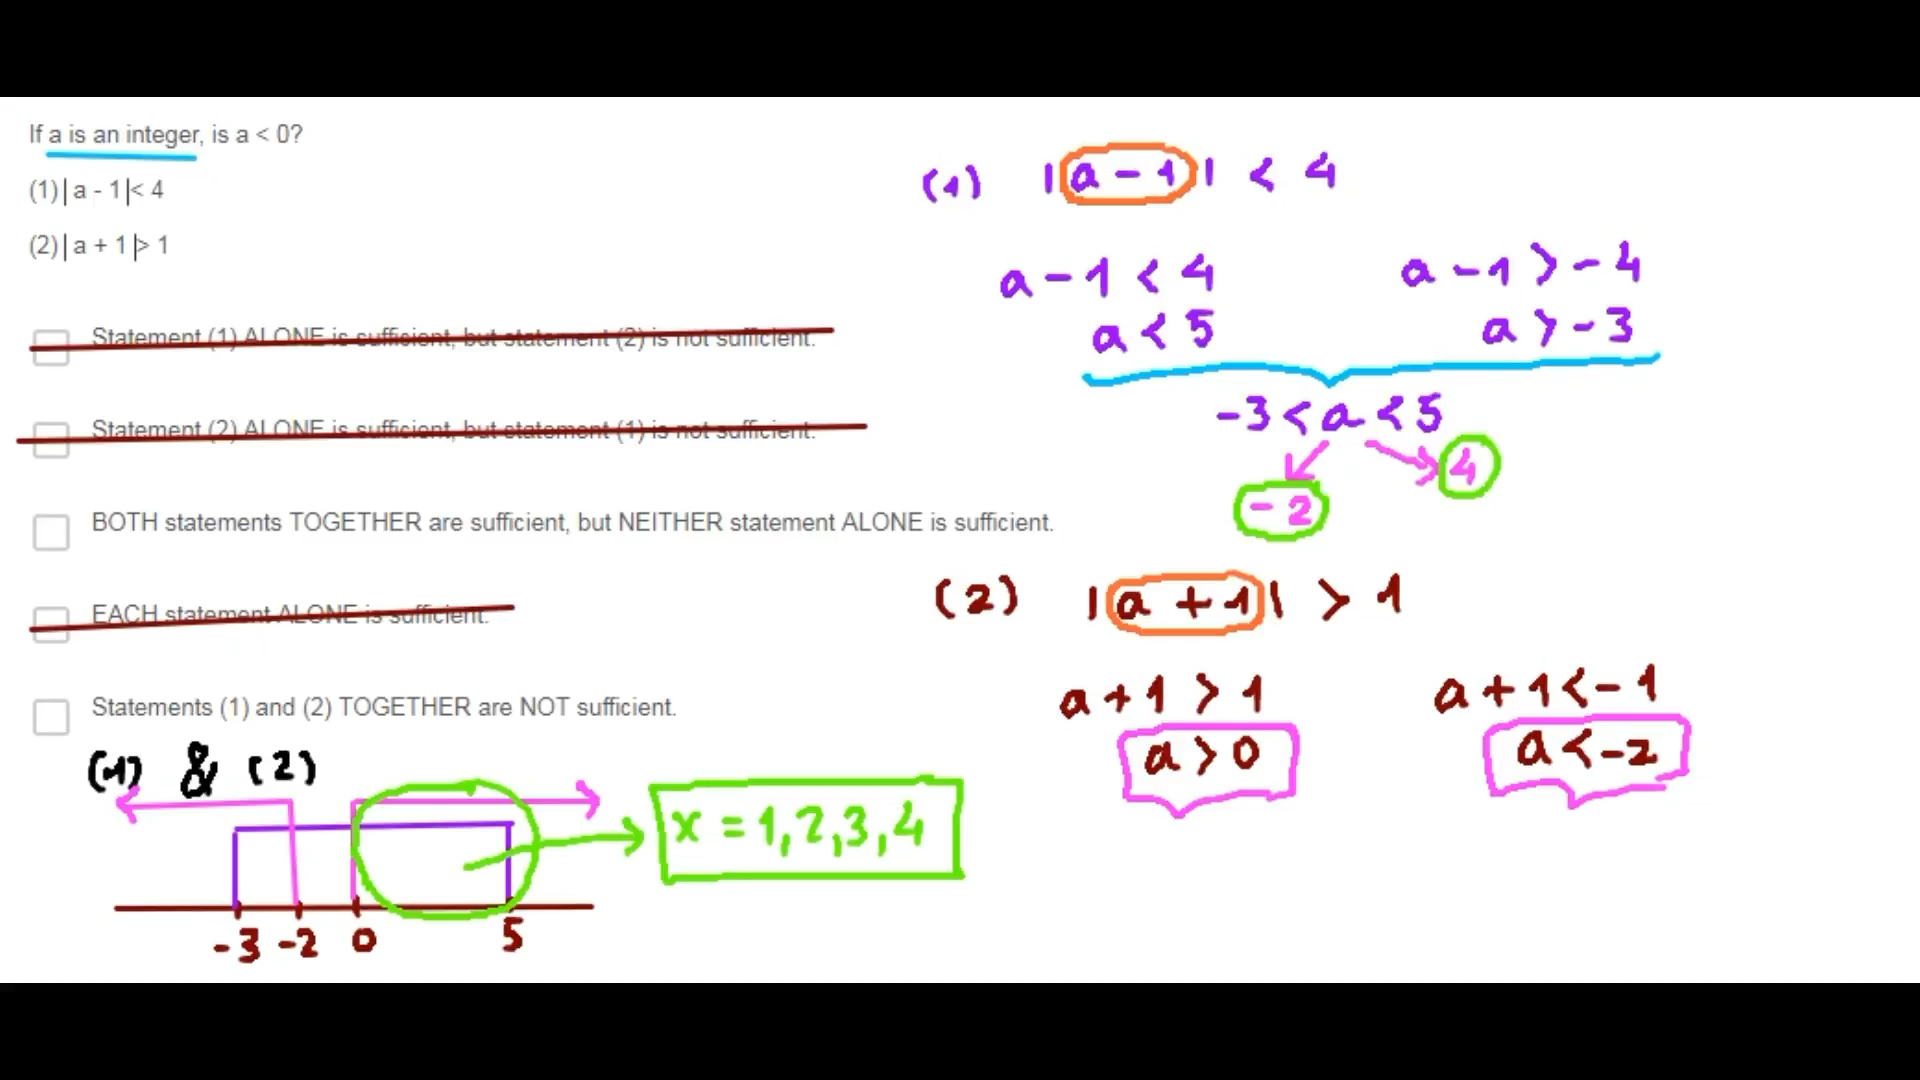 If a is an integer, is a < 0?
(1)| a - 1|< 4
(2)| a + 1|> 1
Statement (1) ALONE is sufficient, but statement (2) is not sufficient.
Statement (2) ALONE is sufficient, but statement (1) is not sufficient.
BOTH statements TOGETHER are sufficient, but NEITHER statement ALONE is sufficient.
EACH statement ALONE is sufficient.
Statements (1) and (2) TOGETHER are NOT sufficient.
(1) & (2)
-3 -2 0 5
x = 1,2,3,4
(1) |a - 1| < 4
a - 1 < 4 a - 1 > - 4
a < 5 a > - 3
-3 < a < 5
- 2 4
(2) |a + 1| > 1
a + 1 > 1 a + 1 < - 1
a > 0 a < - 2